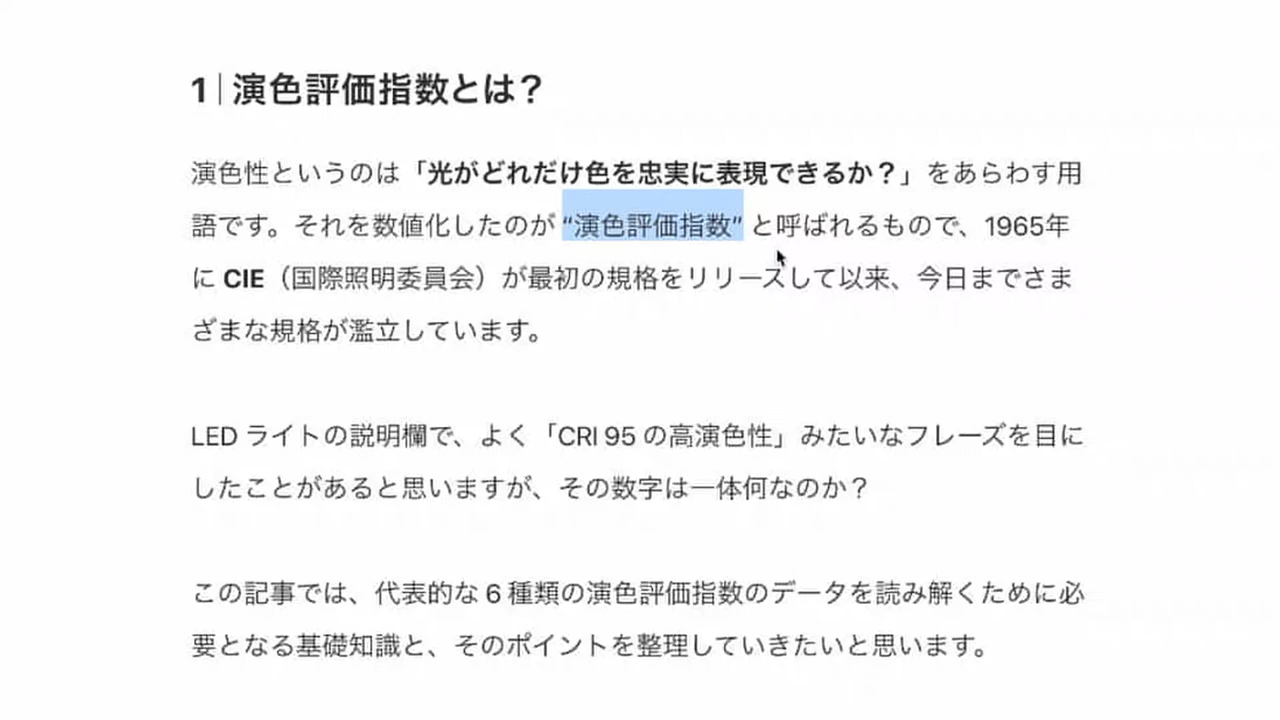 1｜演色評価指数とは？
演色性というのは「光がどれだけ色を忠実に表現できるか？」をあらわす用
語です。それを数値化したのが “演色評価指数” と呼ばれるもので、1965年
に CIE（国際照明委員会）が最初の規格をリリースして以来、今日までさま
ざまな規格が濫立しています。
LED ライトの説明欄で、よく「CRI 95 の高演色性」みたいなフレーズを目に
したことがあると思いますが、その数字は一体何なのか？
この記事では、代表的な 6 種類の演色評価指数のデータを読み解くために必
要となる基礎知識と、そのポイントを整理していきたいと思います。